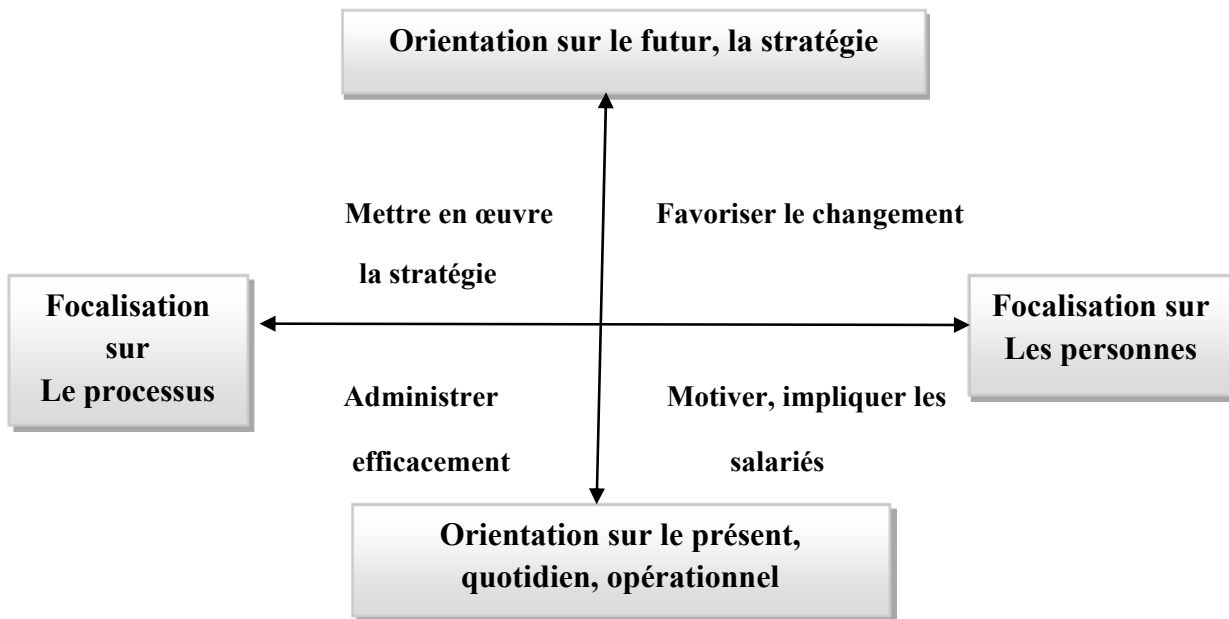 Orientation sur le futur, la stratégie
Mettre en œuvre
la stratégie
Favoriser le changement
Focalisation
sur
Le processus
Focalisation sur
Les personnes
Administrer
efficacement
Motiver, impliquer les
salariés
Orientation sur le présent,
quotidien, opérationnel